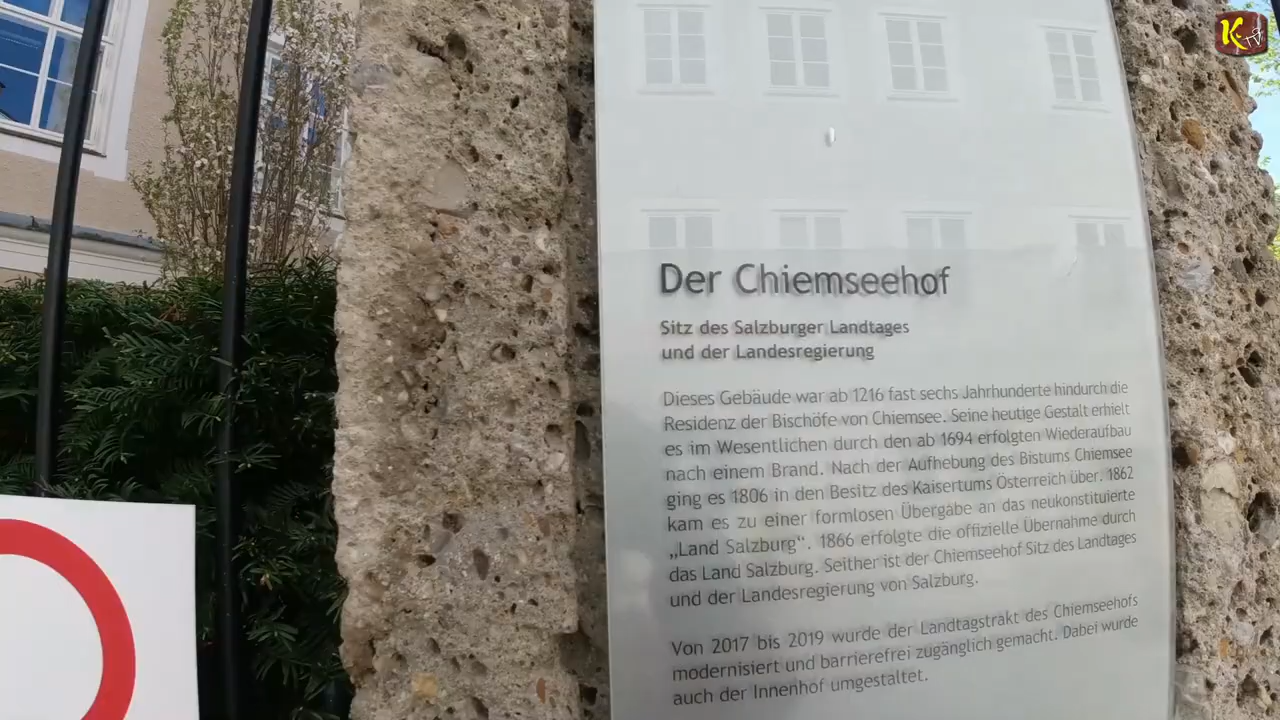 K.TV
Der Chiemseehof
Sitz des Salzburger Landtages
und der Landesregierung
Dieses Gebäude war ab 1216 fast sechs Jahrhunderte hindurch die
Residenz der Bischöfe von Chiemsee. Seine heutige Gestalt erhielt
es im Wesentlichen durch den ab 1694 erfolgten Wiederaufbau
nach einem Brand. Nach der Aufhebung des Bistums Chiemsee
ging es 1806 in den Besitz des Kaisertums Österreich über. 1862
kam es zu einer formlosen Übergabe an das neukonstituierte
„Land Salzburg“. 1866 erfolgte die offizielle Übernahme durch
das Land Salzburg. Seither ist der Chiemseehof Sitz des Landtages
und der Landesregierung von Salzburg.
Von 2017 bis 2019 wurde der Landtagstrakt des Chiemseehofs
modernisiert und barrierefrei zugänglich gemacht. Dabei wurde
auch der Innenhof umgestaltet.